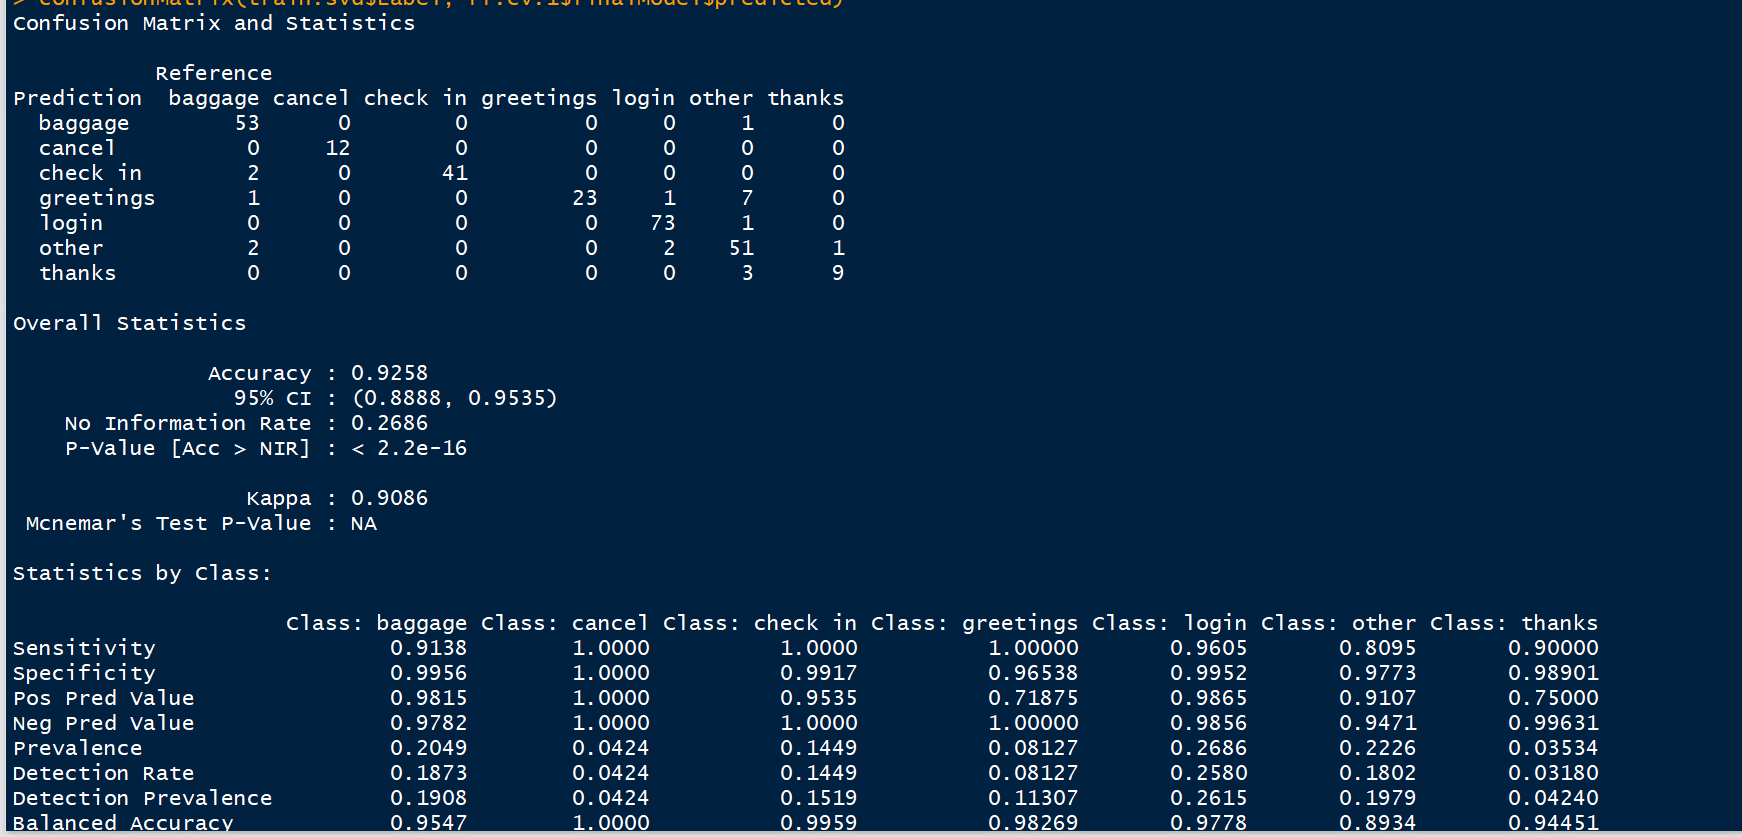 > confusionMatrix(train.svd$Label, rf.cv.1$finalModel$predicted)
Confusion Matrix and Statistics
Reference
Prediction baggage cancel check in greetings login other thanks
baggage 53 0 0 0 0 1 0
cancel 0 12 0 0 0 0 0
check in 2 0 41 0 0 0 0
greetings 1 0 0 23 1 7 0
login 0 0 0 0 73 1 0
other 2 0 0 0 2 51 1
thanks 0 0 0 0 0 3 9
Overall Statistics
Accuracy : 0.9258
95% CI : (0.8888, 0.9535)
No Information Rate : 0.2686
P-Value [Acc > NIR] : < 2.2e-16
Kappa : 0.9086
Mcnemar's Test P-Value : NA
Statistics by Class:
Class: baggage Class: cancel Class: check in Class: greetings Class: login Class: other Class: thanks
Sensitivity 0.9138 1.0000 1.0000 1.00000 0.9605 0.8095 0.90000
Specificity 0.9956 1.0000 0.9917 0.96538 0.9952 0.9773 0.98901
Pos Pred Value 0.9815 1.0000 0.9535 0.71875 0.9865 0.9107 0.75000
Neg Pred Value 0.9782 1.0000 1.0000 1.00000 0.9856 0.9471 0.99631
Prevalence 0.2049 0.0424 0.1449 0.08127 0.2686 0.2226 0.03534
Detection Rate 0.1873 0.0424 0.1449 0.08127 0.2580 0.1802 0.03180
Detection Prevalence 0.1908 0.0424 0.1519 0.11307 0.2615 0.1979 0.04240
Balanced Accuracy 0.9547 1.0000 0.9959 0.98269 0.9778 0.8934 0.94451